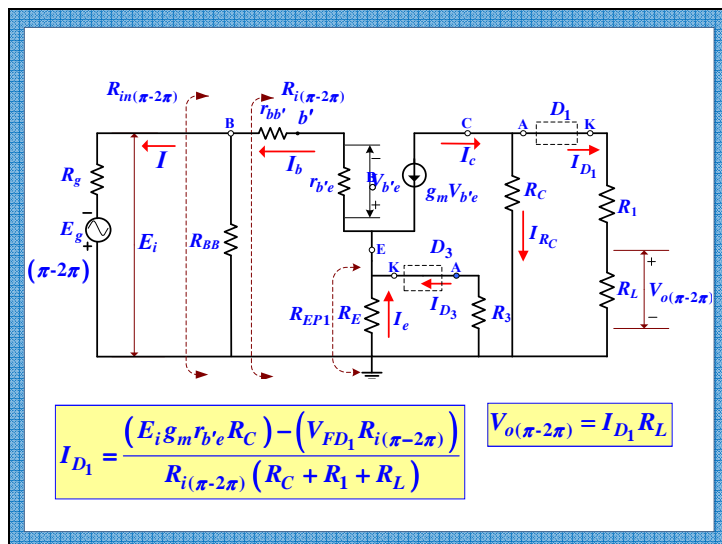 R_in(π-2π)
R_i(π-2π)
r_bb'
b'
B
I
I_b
R_g
E_g
(π-2π)
−
+
E_i
R_BB
r_b'e
−
V_b'e
B
+
g_m V_b'e
C
I_c
A
D_1
K
I_D1
R_C
I_RC
R_1
R_L
+
V_o(π-2π)
−
E
D_3
K
A
R_EP1
R_E
I_e
I_D3
R_3
I_D1 = ((E_i g_m r_b'e R_C) − (V_FD1 R_i(π−2π))) / (R_i(π-2π) (R_C + R_1 + R_L))
V_o(π-2π) = I_D1 R_L